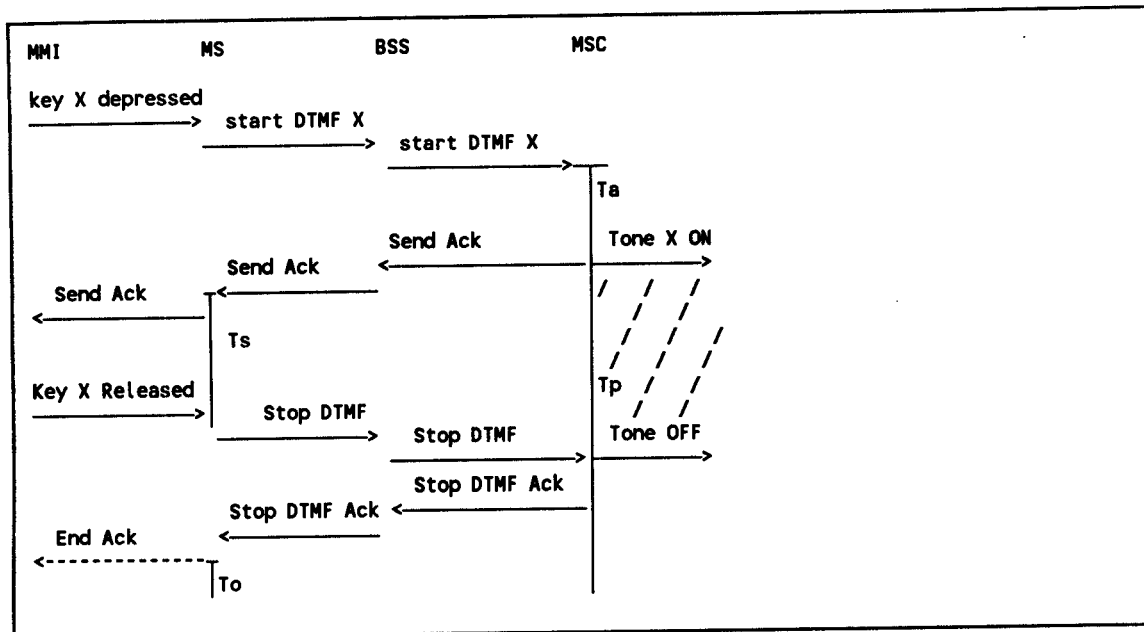 MMI MS BSS MSC
key X depressed
start DTMF X
start DTMF X
Ta
Send Ack Tone X ON
Send Ack
Send Ack
Ts
Tp
Key X Released
Stop DTMF
Stop DTMF Tone OFF
Stop DTMF Ack
Stop DTMF Ack
End Ack
To